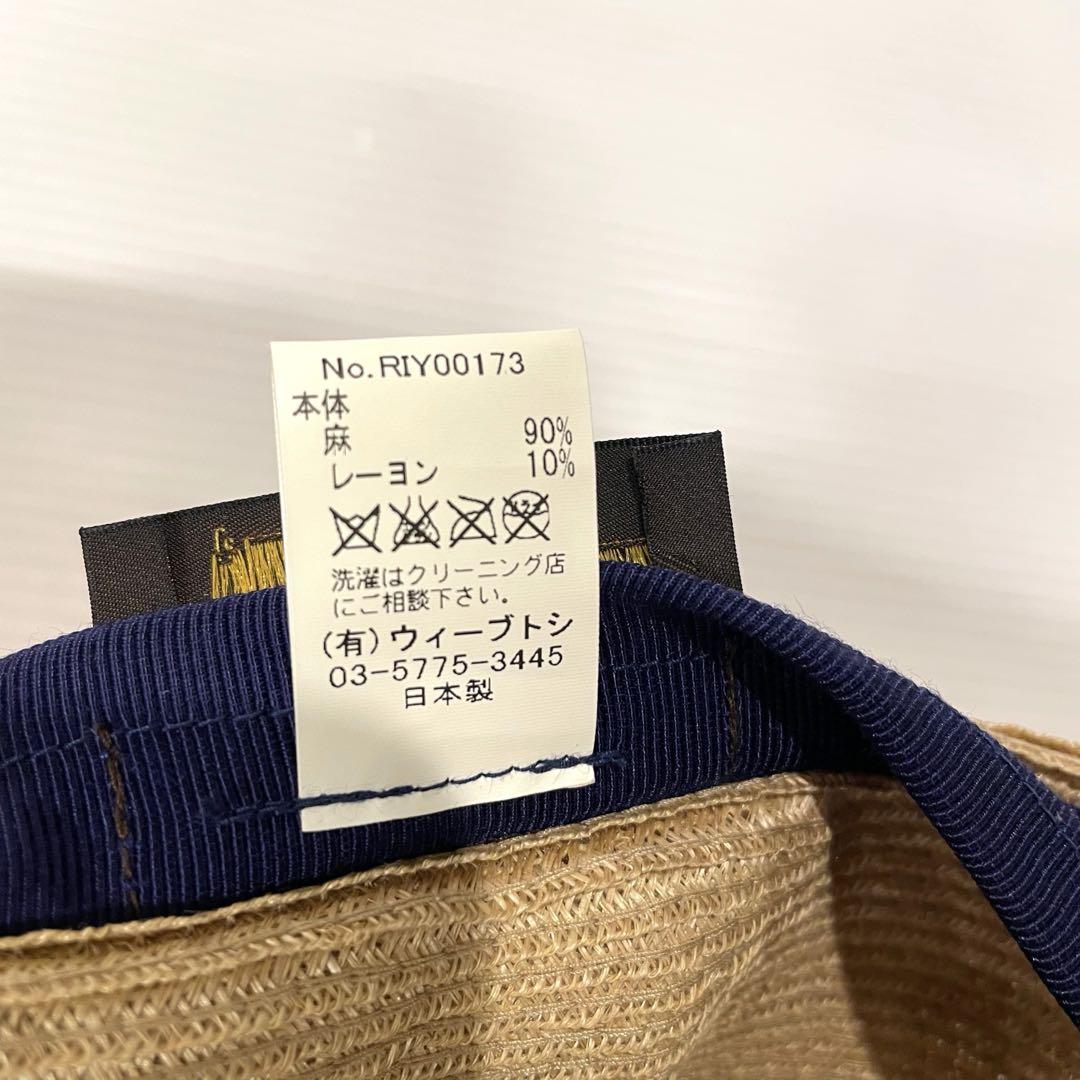 No.RIY00173
本体
麻 90%
レーヨン 10%
洗濯はクリーニング店
にご相談下さい。
(有)ウィーブトシ
03-5775-3445
日本製